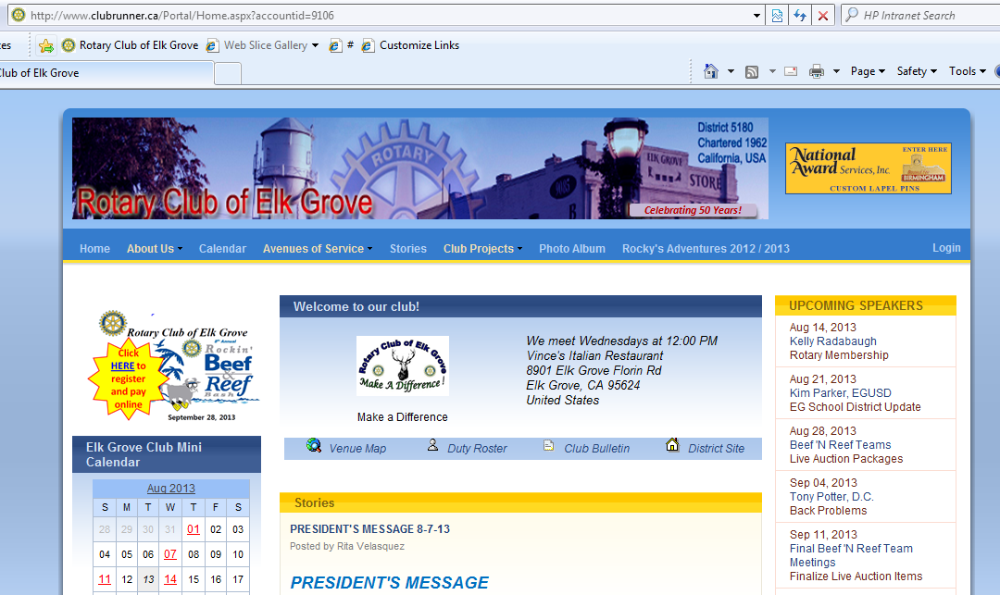 http://www.clubrunner.ca/Portal/Home.aspx?accountid=9106
HP Intranet Search
es
Rotary Club of Elk Grove
Web Slice Gallery
#
Customize Links
lub of Elk Grove
Page
Safety
Tools
ROTARY
District 5180
Chartered 1962
California, USA
ELK GROVE
STORE
Rotary Club of Elk Grove
Celebrating 50 Years!
National
Award Services, Inc.
ENTER HERE
BIRMINGHAM
CUSTOM LAPEL PINS
Home
About Us
Calendar
Avenues of Service
Stories
Club Projects
Photo Album
Rocky's Adventures 2012 / 2013
Login
Rotary Club of Elk Grove
8th Annual
Rockin'
Beef
&
Reef
Bash
Click
HERE to
register
and pay
online
September 28, 2013
Elk Grove Club Mini
Calendar
Aug 2013
S M T W T F S
28 29 30 31 01 02 03
04 05 06 07 08 09 10
11 12 13 14 15 16 17
Welcome to our club!
Rotary Club of Elk Grove
Make A Difference!
Make a Difference
We meet Wednesdays at 12:00 PM
Vince's Italian Restaurant
8901 Elk Grove Florin Rd
Elk Grove, CA 95624
United States
Venue Map
Duty Roster
Club Bulletin
District Site
Stories
PRESIDENT'S MESSAGE 8-7-13
Posted by Rita Velasquez
PRESIDENT'S MESSAGE
UPCOMING SPEAKERS
Aug 14, 2013
Kelly Radabaugh
Rotary Membership
Aug 21, 2013
Kim Parker, EGUSD
EG School District Update
Aug 28, 2013
Beef 'N Reef Teams
Live Auction Packages
Sep 04, 2013
Tony Potter, D.C.
Back Problems
Sep 11, 2013
Final Beef 'N Reef Team
Meetings
Finalize Live Auction Items